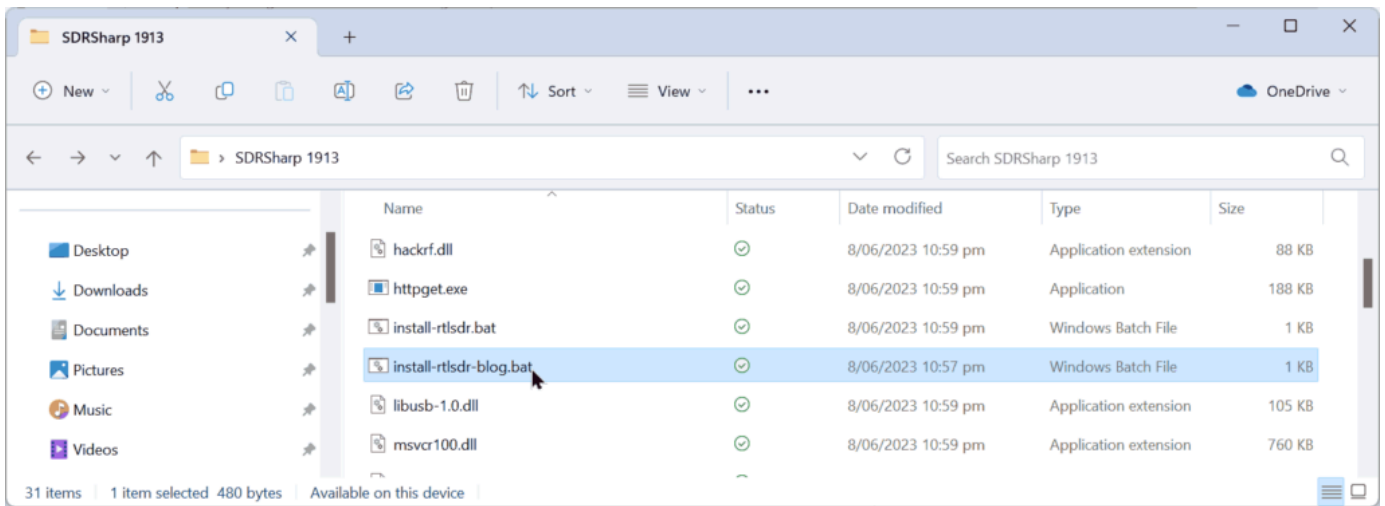 SDRSharp 1913
New Sort View OneDrive
SDRSharp 1913 Search SDRSharp 1913
Name Status Date modified Type Size
Desktop hackrf.dll 8/06/2023 10:59 pm Application extension 88 KB
Downloads httpget.exe 8/06/2023 10:59 pm Application 188 KB
Documents install-rtlsdr.bat 8/06/2023 10:59 pm Windows Batch File 1 KB
Pictures install-rtlsdr-blog.bat 8/06/2023 10:57 pm Windows Batch File 1 KB
Music libusb-1.0.dll 8/06/2023 10:59 pm Application extension 105 KB
Videos msvcr100.dll 8/06/2023 10:59 pm Application extension 760 KB
31 items 1 item selected 480 bytes Available on this device